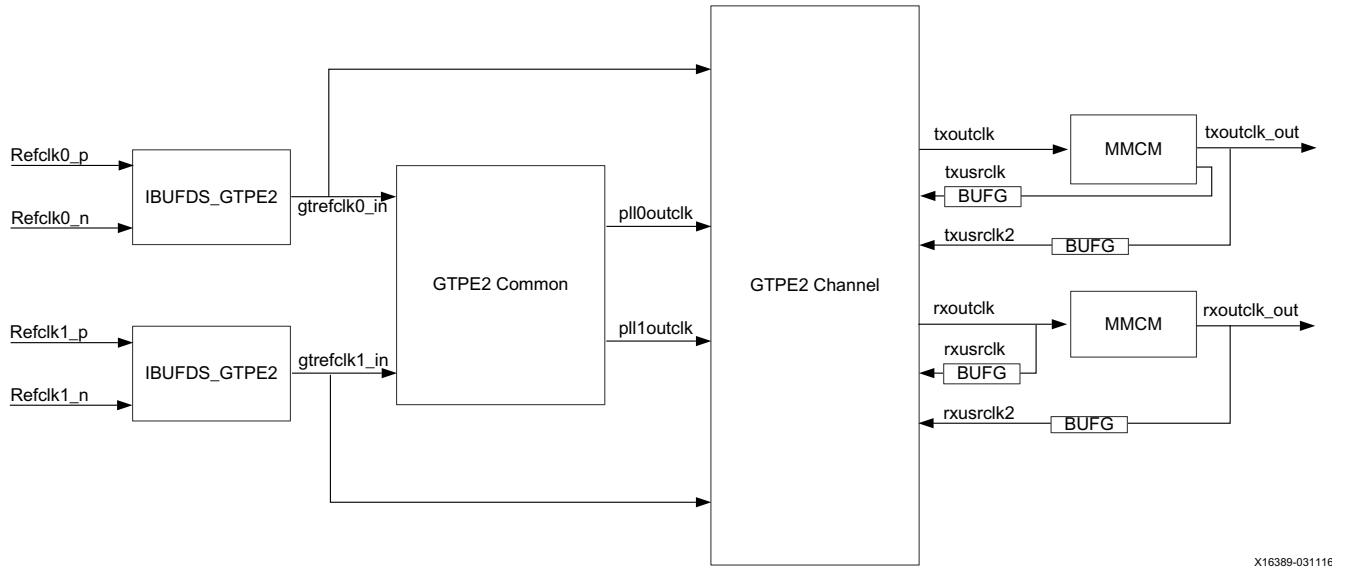 Refclk0_p
Refclk0_n
IBUFDS_GTPE2
gtrefclk0_in
Refclk1_p
Refclk1_n
IBUFDS_GTPE2
gtrefclk1_in
GTPE2 Common
pll0outclk
pll1outclk
GTPE2 Channel
txoutclk
MMCM
txoutclk_out
txusrclk
BUFG
txusrclk2
BUFG
rxoutclk
MMCM
rxoutclk_out
rxusrclk
BUFG
rxusrclk2
BUFG
X16389-031116